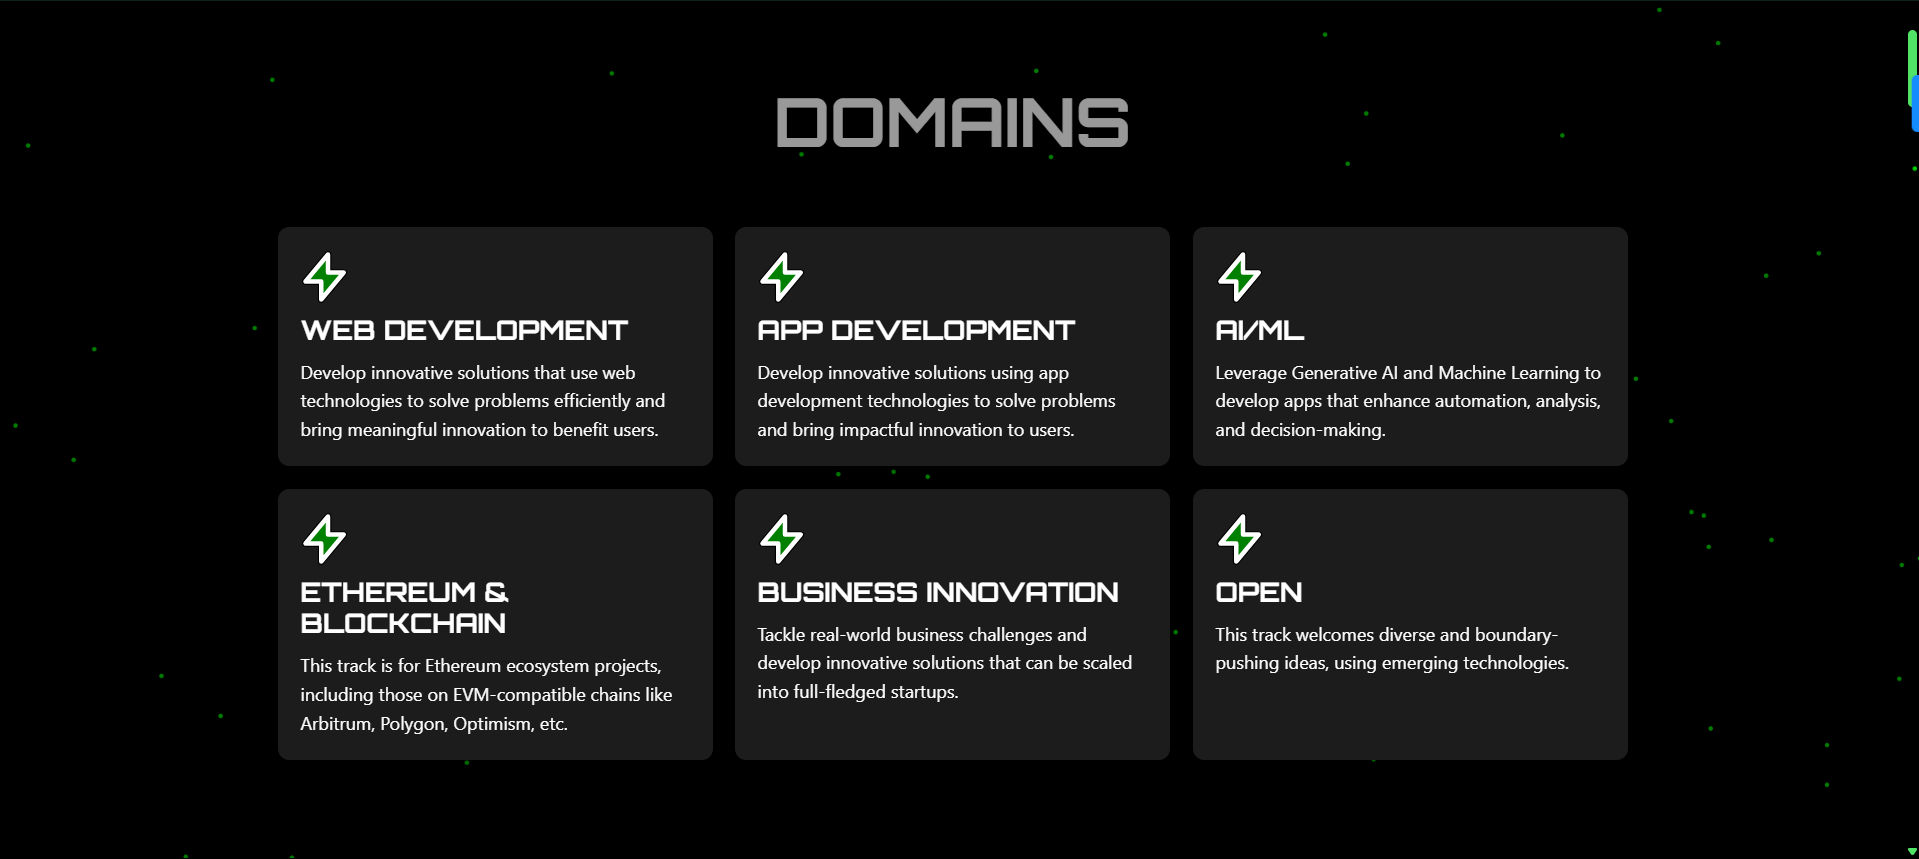 DOMAINS
WEB DEVELOPMENT
Develop innovative solutions that use web
technologies to solve problems efficiently and
bring meaningful innovation to benefit users.
APP DEVELOPMENT
Develop innovative solutions using app
development technologies to solve problems
and bring impactful innovation to users.
AI/ML
Leverage Generative AI and Machine Learning to
develop apps that enhance automation, analysis,
and decision-making.
ETHEREUM &
BLOCKCHAIN
This track is for Ethereum ecosystem projects,
including those on EVM-compatible chains like
Arbitrum, Polygon, Optimism, etc.
BUSINESS INNOVATION
Tackle real-world business challenges and
develop innovative solutions that can be scaled
into full-fledged startups.
OPEN
This track welcomes diverse and boundary-
pushing ideas, using emerging technologies.